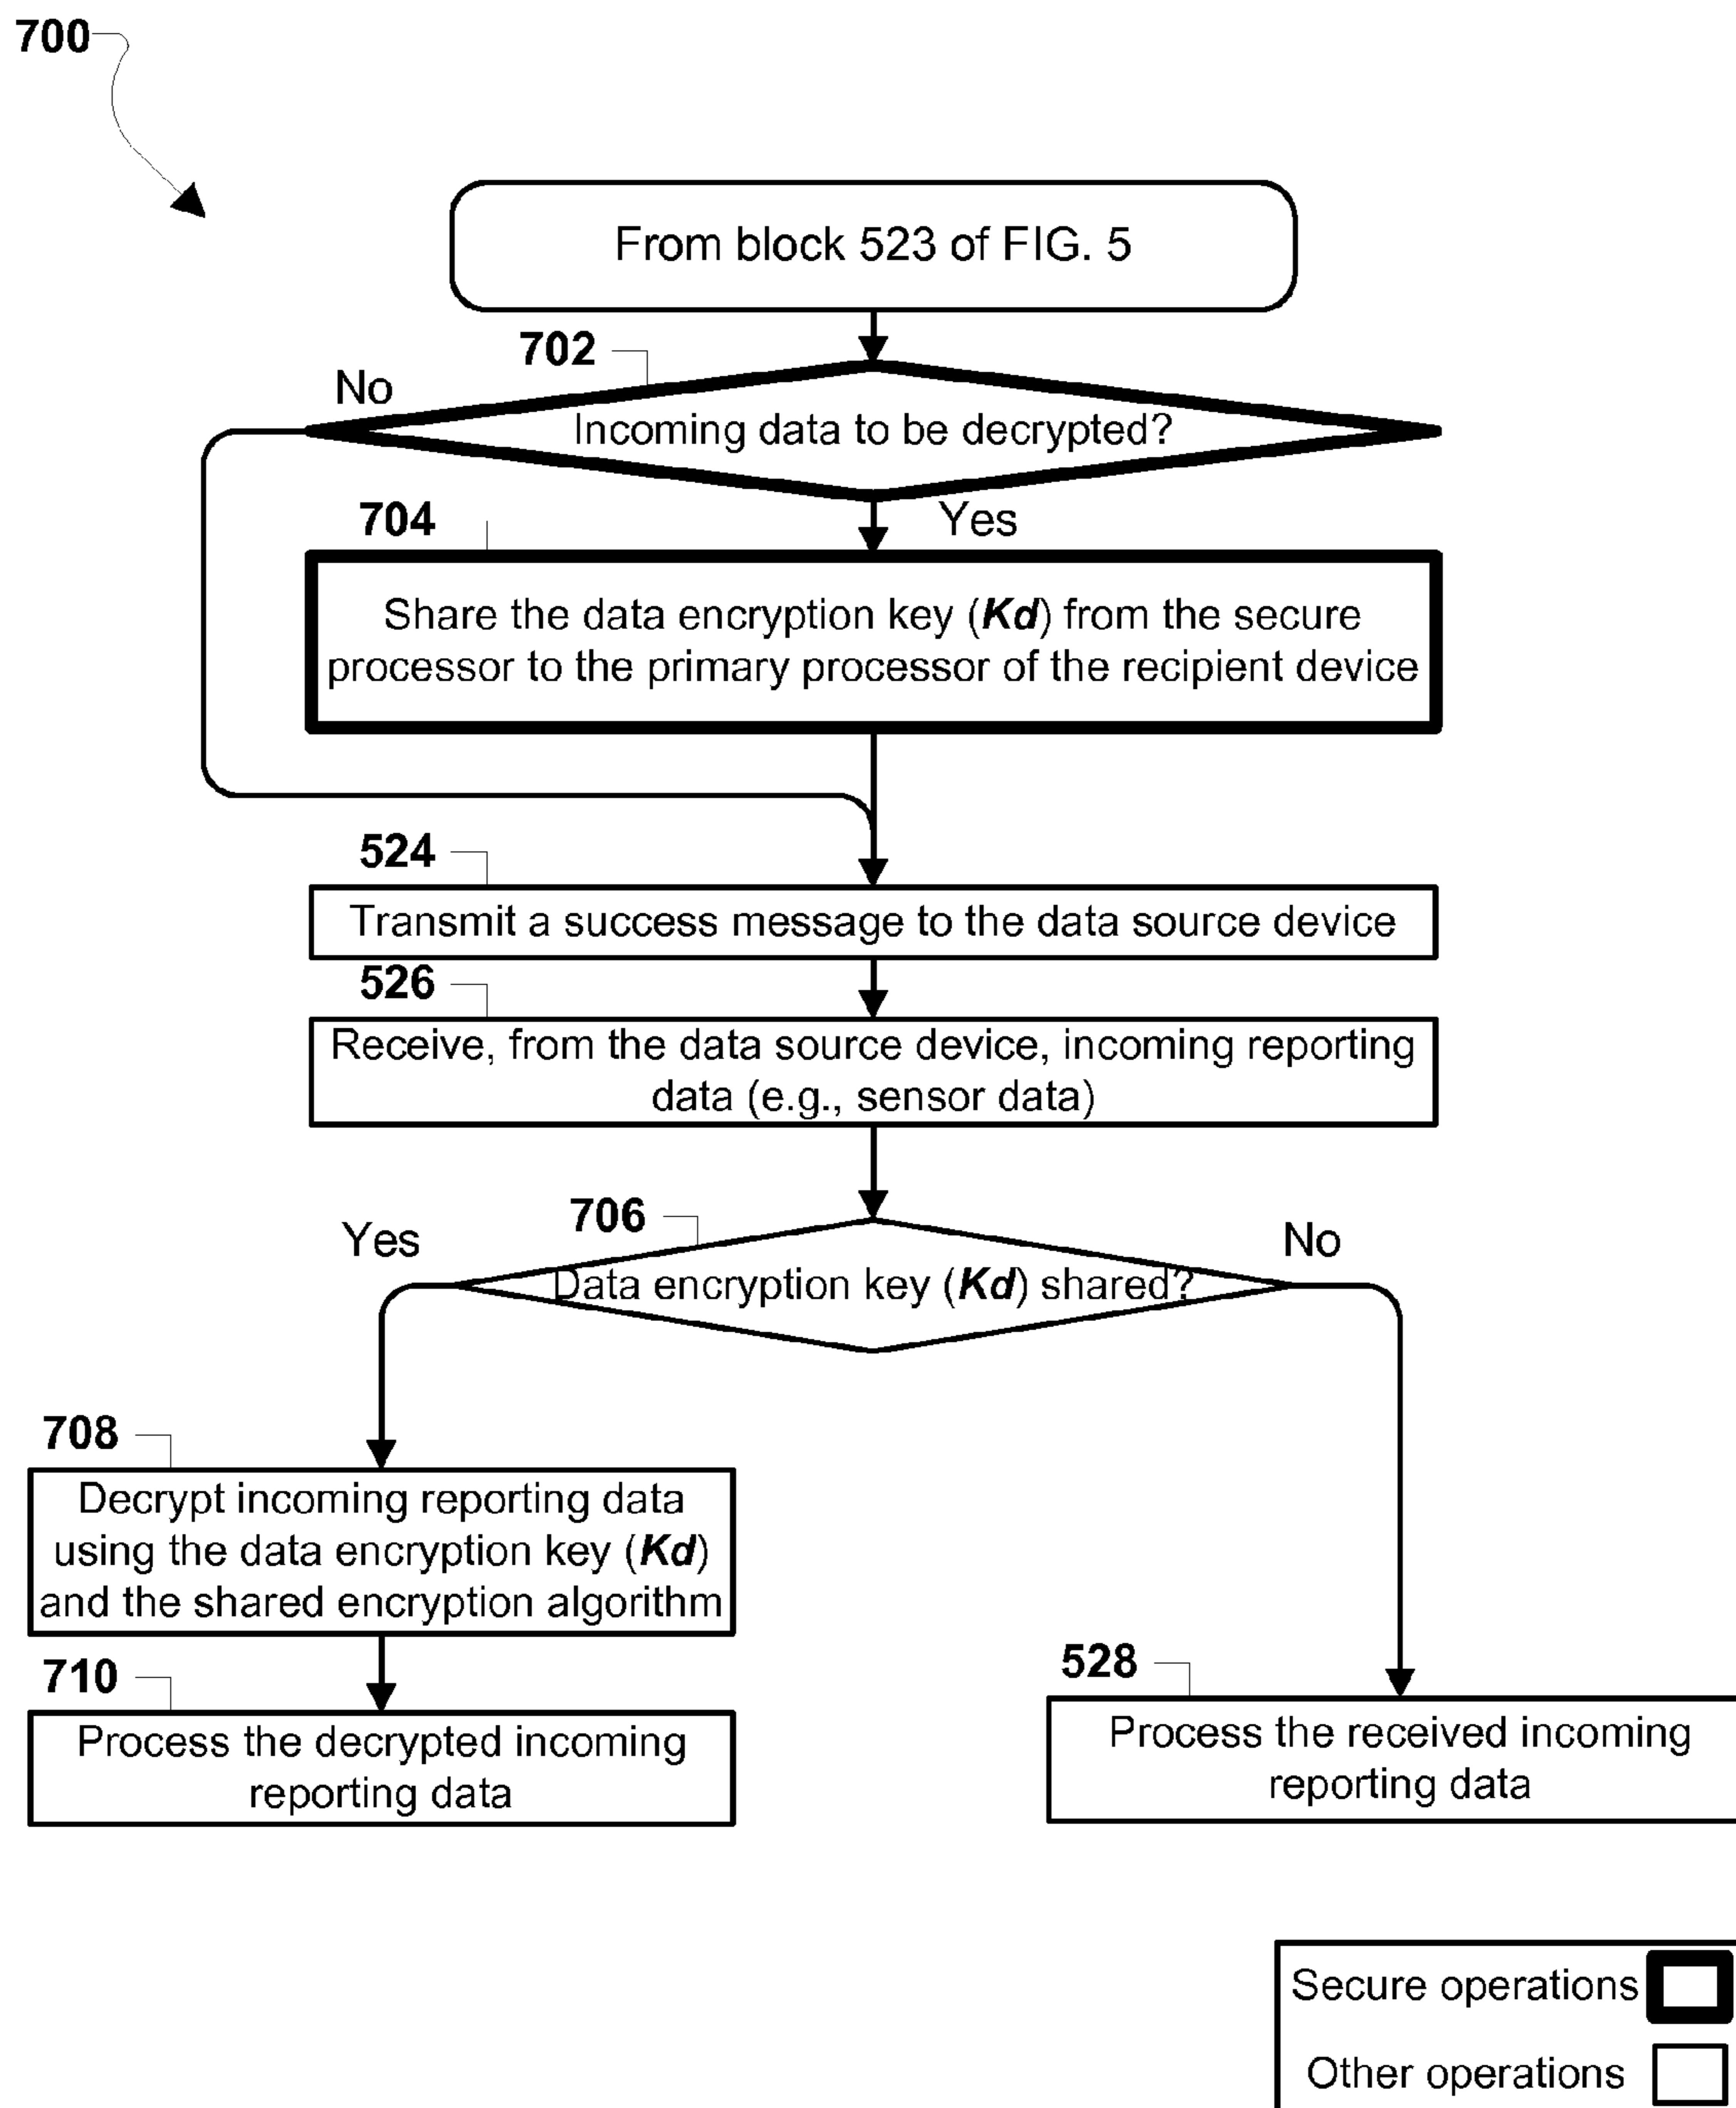 700
From block 523 of FIG. 5
702
No
Incoming data to be decrypted?
704
Yes
Share the data encryption key (Kd) from the secure
processor to the primary processor of the recipient device
524
Transmit a success message to the data source device
526
Receive, from the data source device, incoming reporting
data (e.g., sensor data)
706
Yes
No
Data encryption key (Kd) shared?
708
Decrypt incoming reporting data
using the data encryption key (Kd)
and the shared encryption algorithm
710
Process the decrypted incoming
reporting data
528
Process the received incoming
reporting data
Secure operations
Other operations